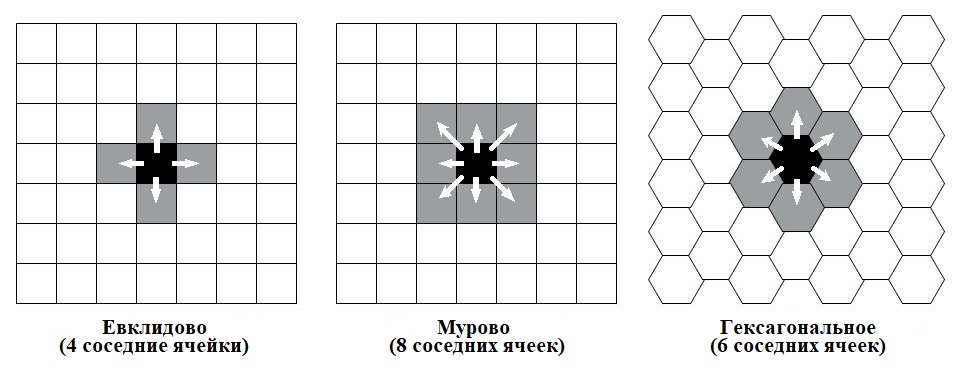 Евклидово
(4 соседние ячейки)
Мурово
(8 соседних ячеек)
Гексагональное
(6 соседних ячеек)